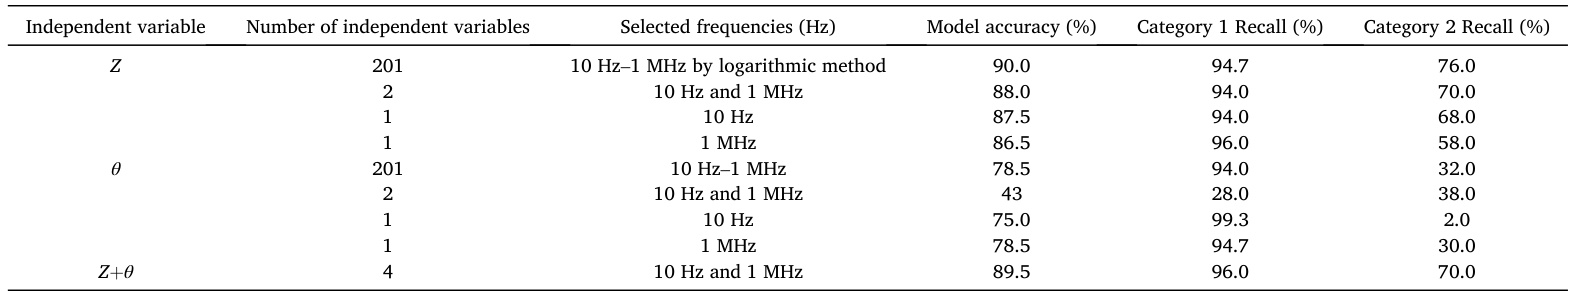 Independent variable Number of independent variables Selected frequencies (Hz) Model accuracy (%) Category 1 Recall (%) Category 2 Recall (%)
Z 201 10 Hz–1 MHz by logarithmic method 90.0 94.7 76.0
2 10 Hz and 1 MHz 88.0 94.0 70.0
1 10 Hz 87.5 94.0 68.0
1 1 MHz 86.5 96.0 58.0
θ 201 10 Hz–1 MHz 78.5 94.0 32.0
2 10 Hz and 1 MHz 43 28.0 38.0
1 10 Hz 75.0 99.3 2.0
1 1 MHz 78.5 94.7 30.0
Z+θ 4 10 Hz and 1 MHz 89.5 96.0 70.0